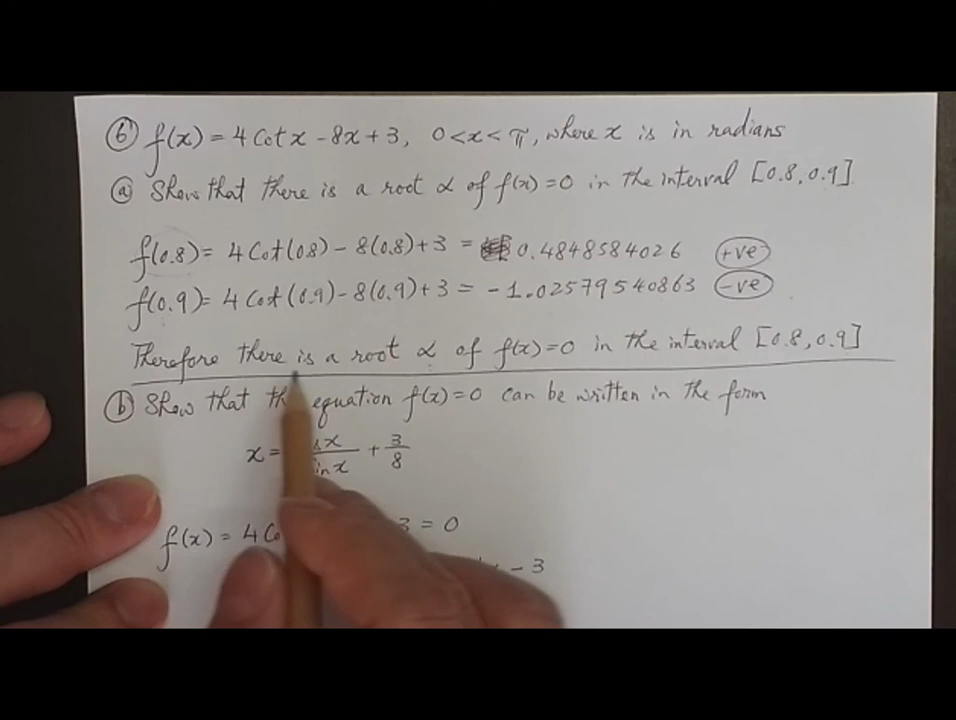 ⑥ f(x) = 4 Cot x - 8x + 3, 0 < x < π, where x is in radians
ⓐ Show that there is a root α of f(x) = 0 in the interval [0.8, 0.9].
f(0.8) = 4 Cot (0.8) - 8(0.8) + 3 = 0.4848584026 +ve
f(0.9) = 4 Cot (0.9) - 8(0.9) + 3 = - 1.02579540863 -ve
Therefore there is a root α of f(x) = 0 in the interval [0.8, 0.9]
ⓑ Show that equation f(x) = 0 can be written in the form
x = x/x + 3/8
f(x) = 4 3 = 0
- 3